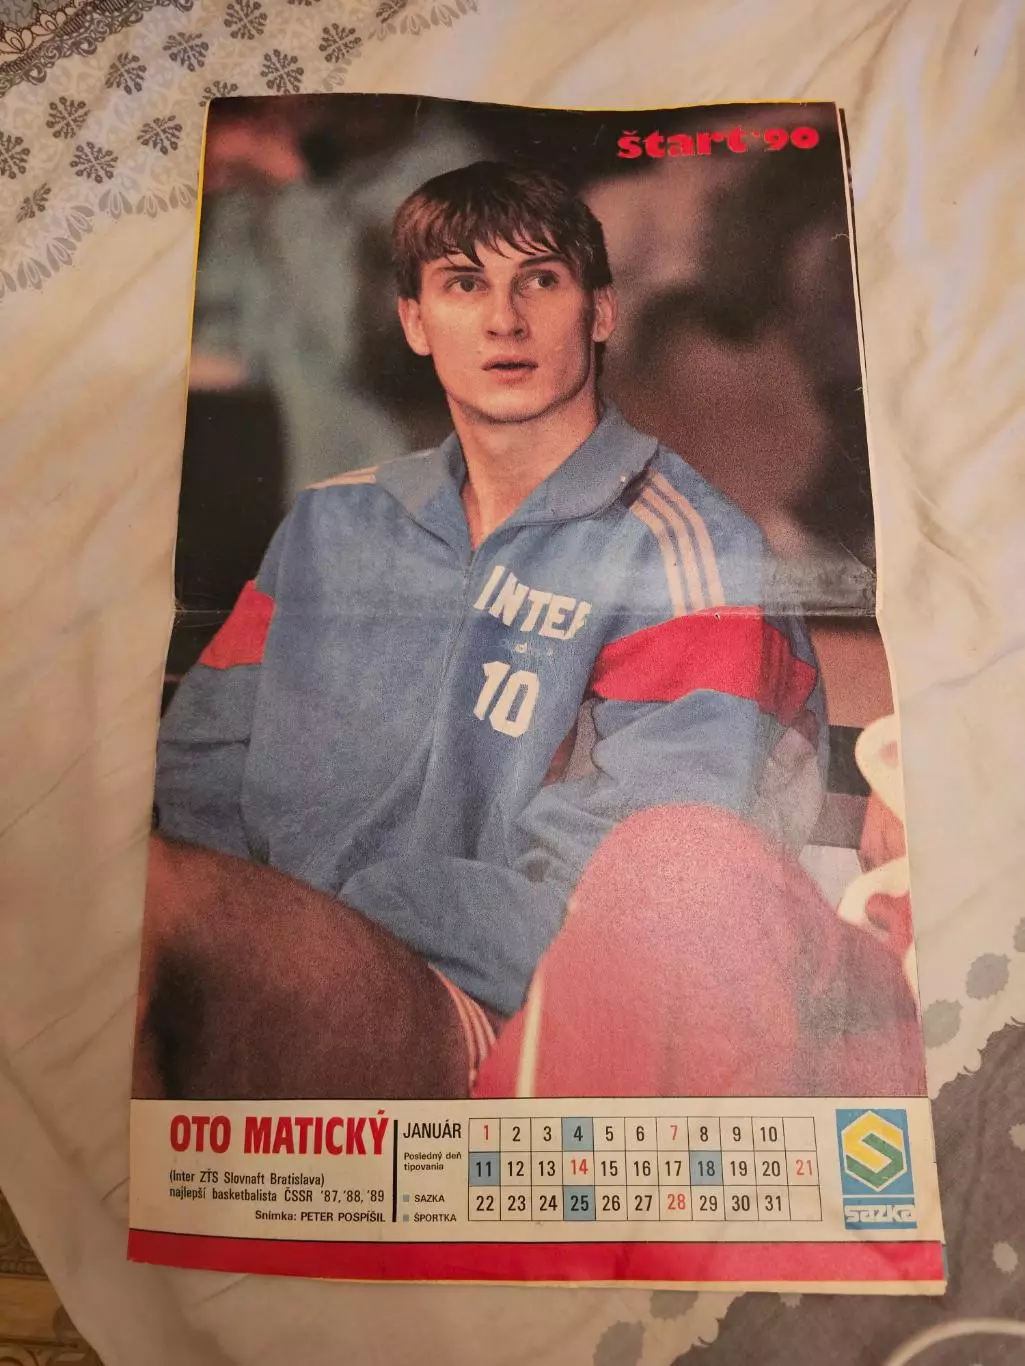 štart'90
INTER
10
OTO MATICKÝ
(Inter ZŤS Slovnaft Bratislava)
najlepší basketbalista ČSSR '87, '88, '89
Snímka: PETER POSPÍŠIL
JANUÁR
Posledný deň
tipovania
SAZKA
ŠPORTKA
1 2 3 4 5 6 7 8 9 10
11 12 13 14 15 16 17 18 19 20 21
22 23 24 25 26 27 28 29 30 31
sazka